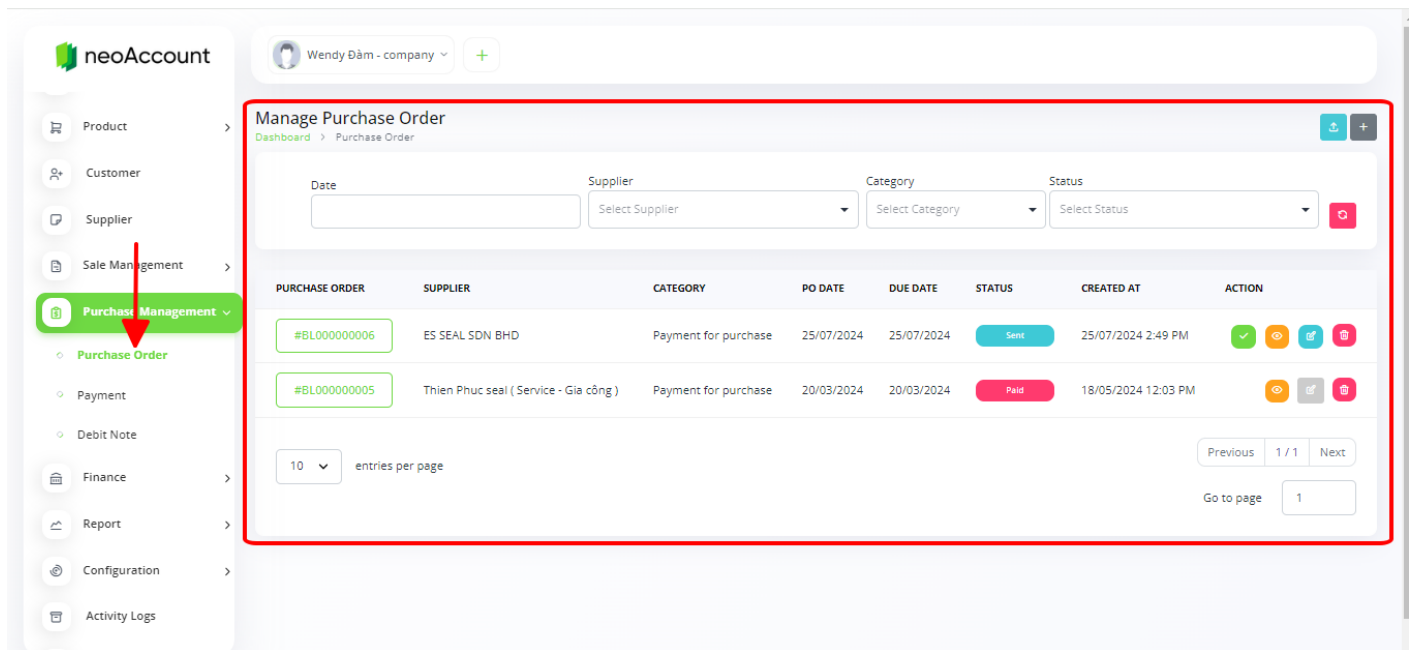 neoAccount
Wendy Đàm - company
+
Product
Customer
Supplier
Sale Management
Purchase Management
Purchase Order
Payment
Debit Note
Finance
Report
Configuration
Activity Logs
Manage Purchase Order
Dashboard > Purchase Order
+
Date Supplier Category Status
Select Supplier Select Category Select Status
PURCHASE ORDER SUPPLIER CATEGORY PO DATE DUE DATE STATUS CREATED AT ACTION
#BL000000006 ES SEAL SDN BHD Payment for purchase 25/07/2024 25/07/2024 Sent 25/07/2024 2:49 PM
#BL000000005 Thien Phuc seal ( Service - Gia công ) Payment for purchase 20/03/2024 20/03/2024 Paid 18/05/2024 12:03 PM
10 entries per page
Previous 1 / 1 Next
Go to page 1